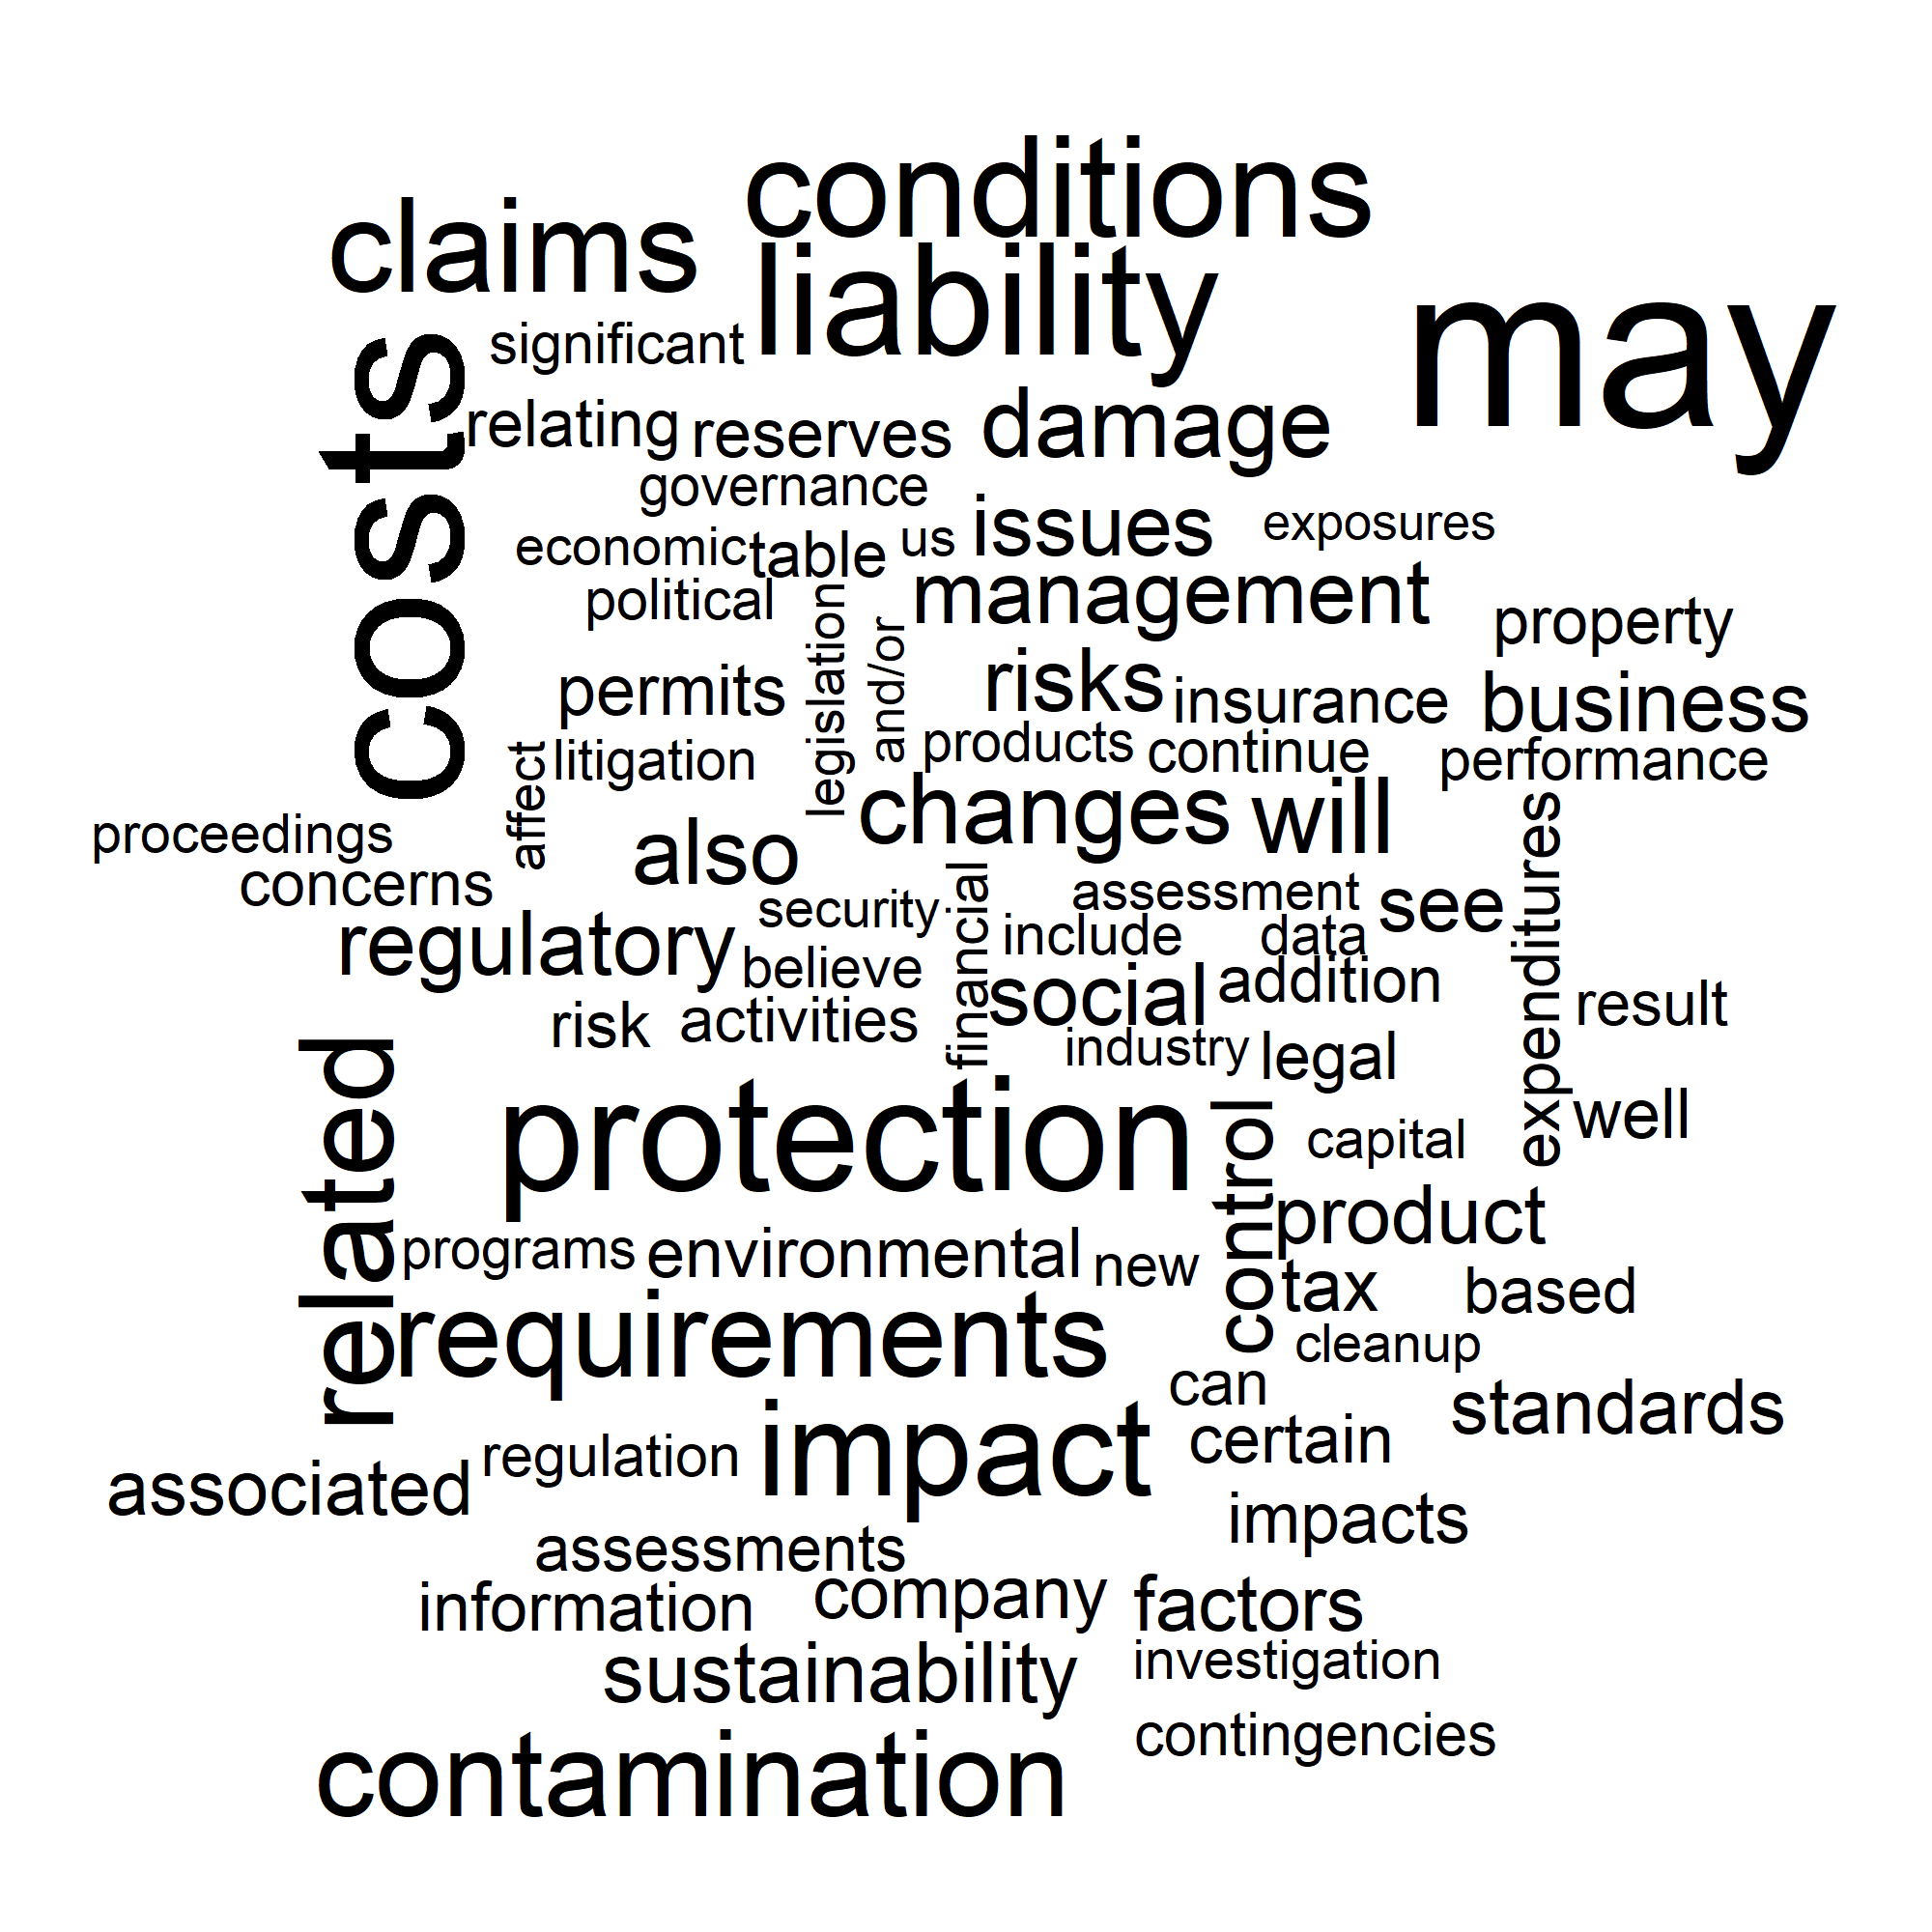 conditions
claims
liability
may
significant
costs
relating
reserves
damage
governance
issues
exposures
economic
table
us
political
legislation
and/or
management
property
permits
risks
insurance
business
litigation
products
continue
performance
affect
changes
will
proceedings
also
concerns
security
financial
assessment
see
expenditures
regulatory
believe
include
data
social
addition
result
risk
activities
industry
legal
related
protection
control
capital
well
product
programs
environmental
new
tax
based
requirements
cleanup
can
impact
certain
standards
associated
regulation
impacts
assessments
information
company
factors
sustainability
investigation
contamination
contingencies